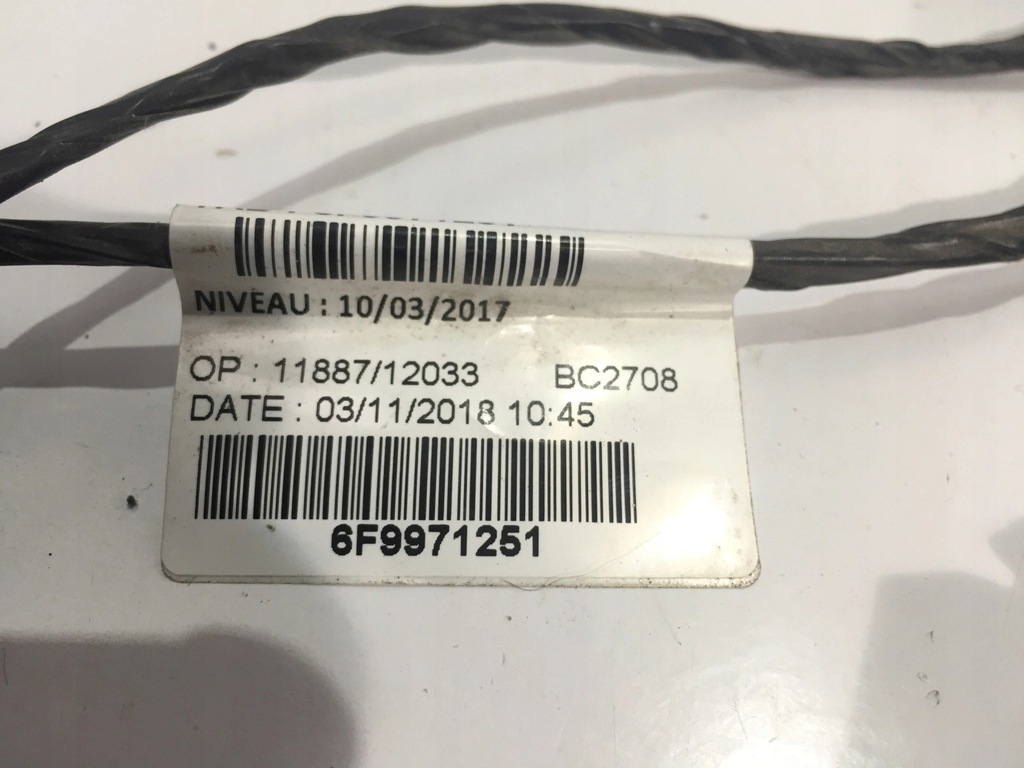 NIVEAU : 10/03/2017
OP : 11887/12033 BC2708
DATE : 03/11/2018 10:45
6F9971251